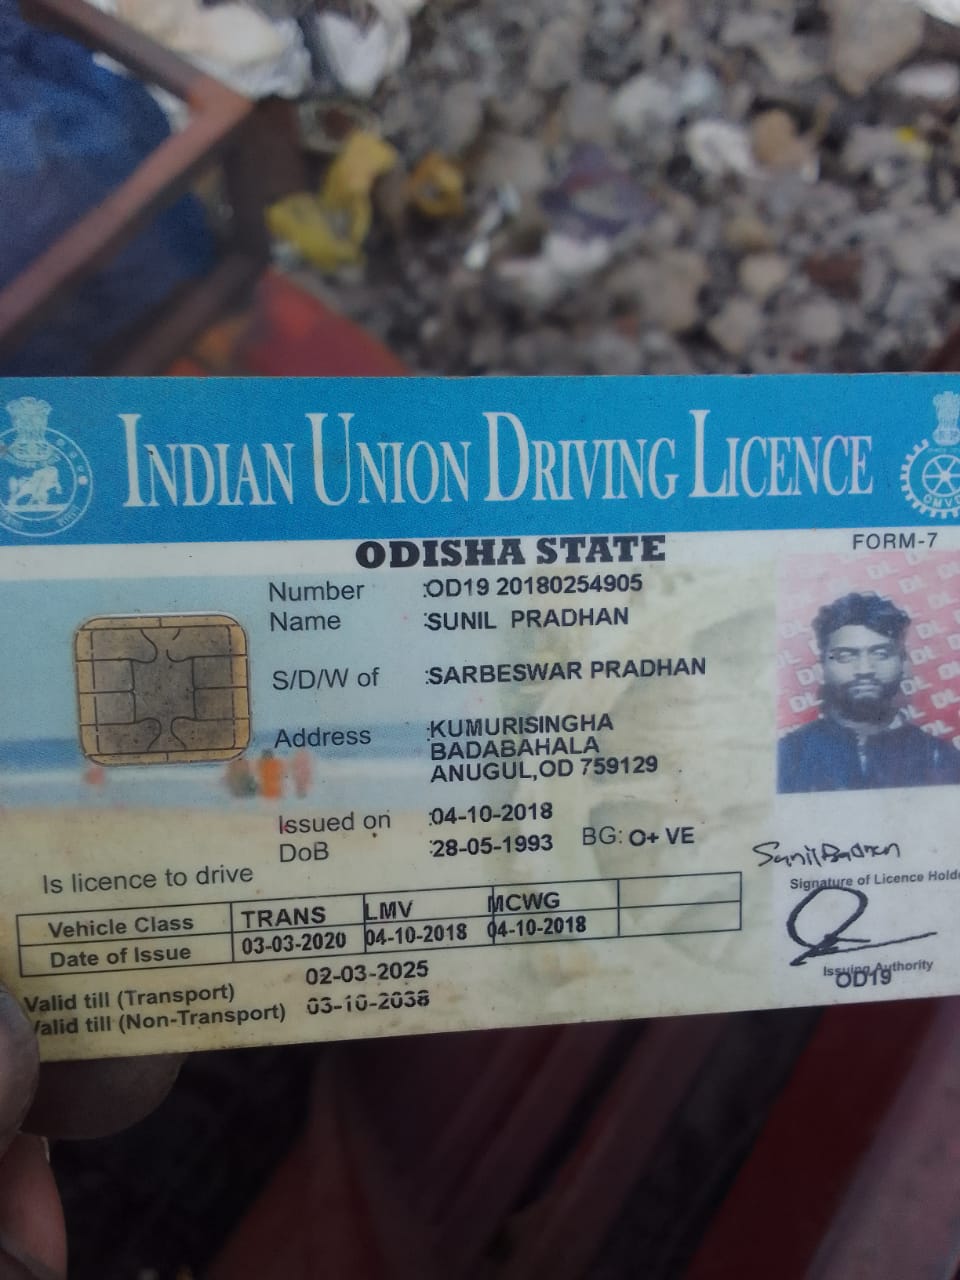 INDIAN UNION DRIVING LICENCE
ODISHA STATE
FORM-7
Number :OD19 20180254905
Name :SUNIL PRADHAN
S/D/W of :SARBESWAR PRADHAN
Address :KUMURISINGHA
BADABAHALA
ANUGUL,OD 759129
Issued on :04-10-2018
DoB :28-05-1993 BG: O+ VE
Is licence to drive
Vehicle Class TRANS LMV MCWG
Date of Issue 03-03-2020 04-10-2018 04-10-2018
Valid till (Transport) 02-03-2025
Valid till (Non-Transport) 03-10-2038
Signature of Licence Hold
Issuing Authority
OD19